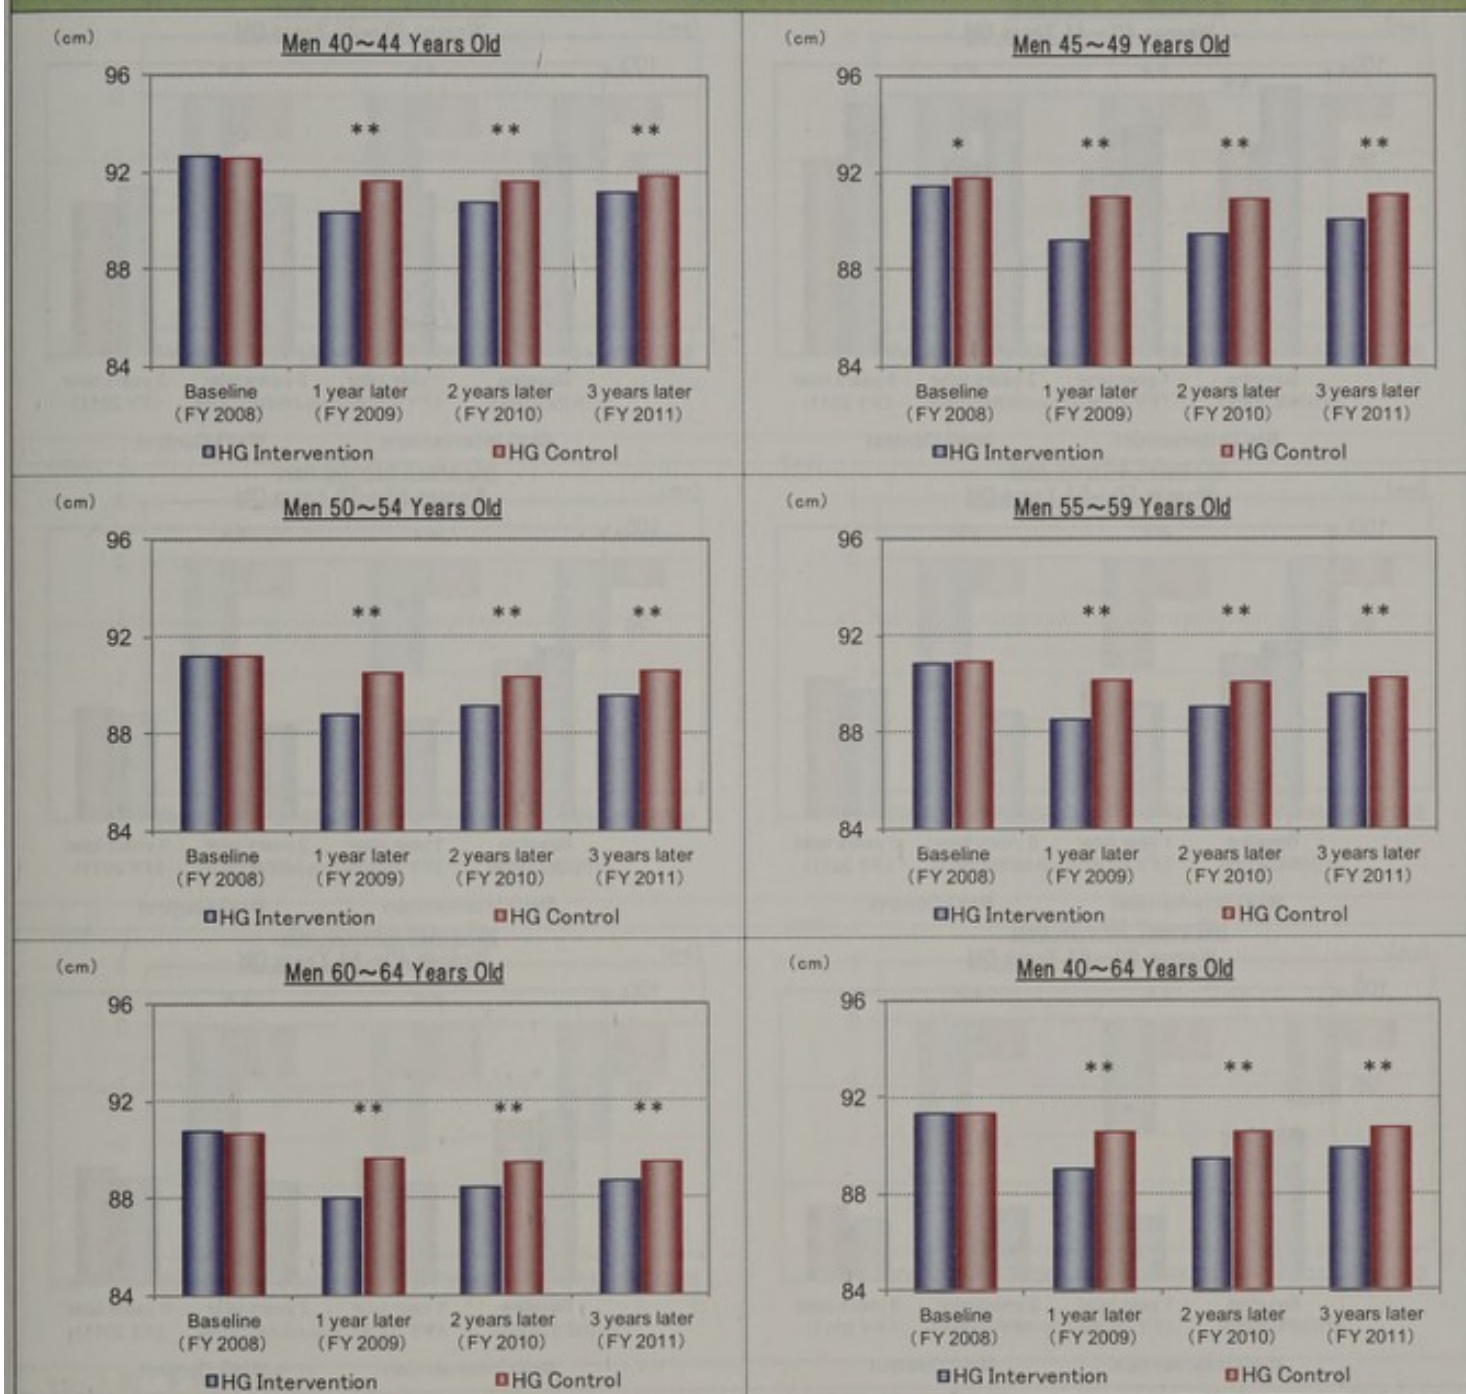 (cm)
Men 40~44 Years Old
96
92
88
84
** ** **
Baseline 1 year later 2 years later 3 years later
(FY 2008) (FY 2009) (FY 2010) (FY 2011)
HG Intervention HG Control
(cm)
Men 45~49 Years Old
96
92
88
84
* ** ** **
Baseline 1 year later 2 years later 3 years later
(FY 2008) (FY 2009) (FY 2010) (FY 2011)
HG Intervention HG Control
(cm)
Men 50~54 Years Old
96
92
88
84
** ** **
Baseline 1 year later 2 years later 3 years later
(FY 2008) (FY 2009) (FY 2010) (FY 2011)
HG Intervention HG Control
(cm)
Men 55~59 Years Old
96
92
88
84
** ** **
Baseline 1 year later 2 years later 3 years later
(FY 2008) (FY 2009) (FY 2010) (FY 2011)
HG Intervention HG Control
(cm)
Men 60~64 Years Old
96
92
88
84
** ** **
Baseline 1 year later 2 years later 3 years later
(FY 2008) (FY 2009) (FY 2010) (FY 2011)
HG Intervention HG Control
(cm)
Men 40~64 Years Old
96
92
88
84
** ** **
Baseline 1 year later 2 years later 3 years later
(FY 2008) (FY 2009) (FY 2010) (FY 2011)
HG Intervention HG Control